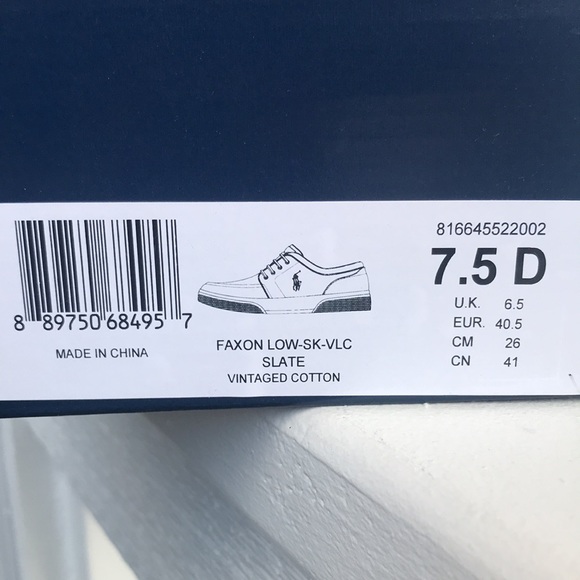 8 89750 68495 7
MADE IN CHINA
FAXON LOW-SK-VLC
SLATE
VINTAGED COTTON
816645522002
7.5 D
U.K. 6.5
EUR. 40.5
CM 26
CN 41